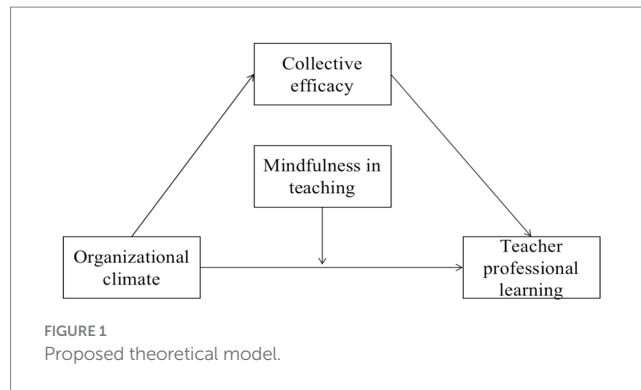 Collective
efficacy
Mindfulness in
teaching
Organizational
climate
Teacher
professional
learning
FIGURE 1
Proposed theoretical model.